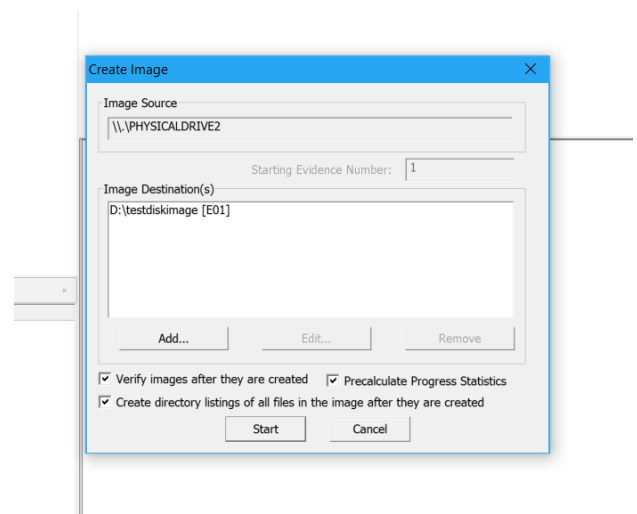 Create Image
Image Source
\\.\PHYSICALDRIVE2
Starting Evidence Number: 1
Image Destination(s)
D:\testdiskimage [E01]
Add... Edit... Remove
Verify images after they are created Precalculate Progress Statistics
Create directory listings of all files in the image after they are created
Start Cancel